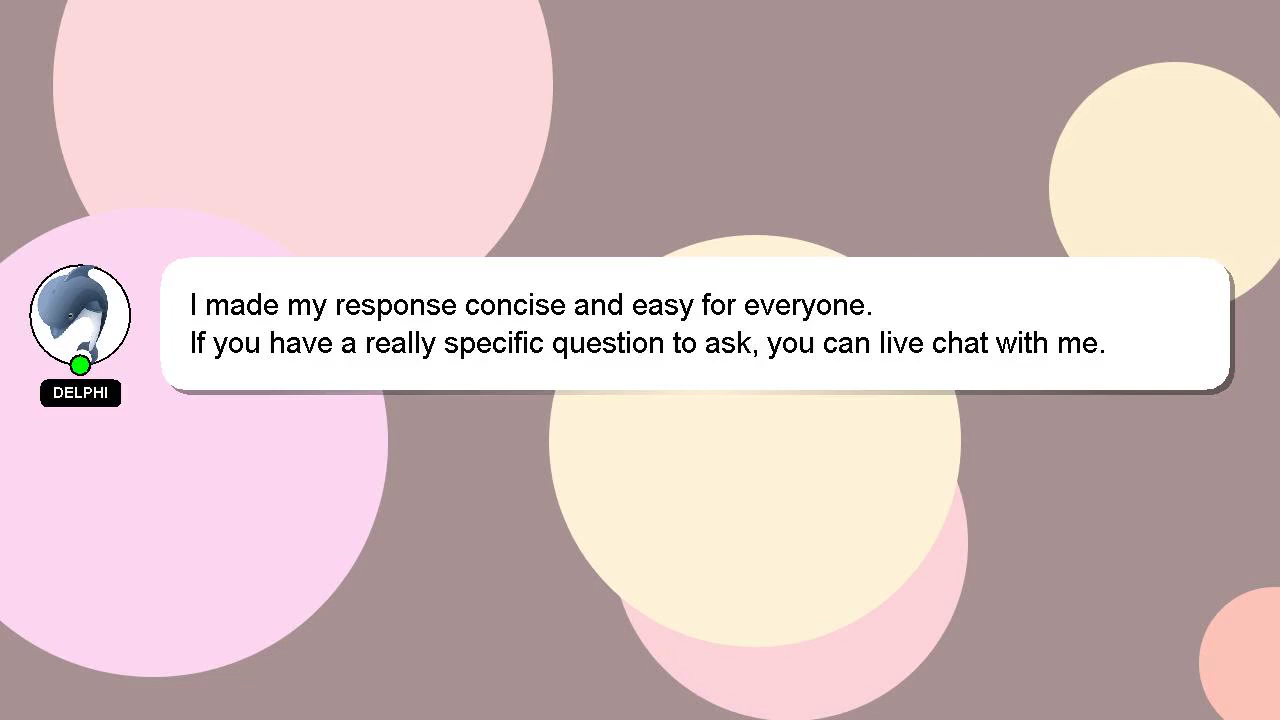 I made my response concise and easy for everyone.
If you have a really specific question to ask, you can live chat with me.
DELPHI